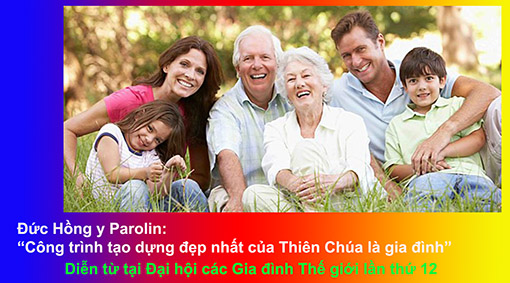 Đức Hồng y Parolin:
“Công trình tạo dựng đẹp nhất của Thiên Chúa là gia đình”
Diễn từ tại Đại hội các Gia đình Thế giới lần thứ 12